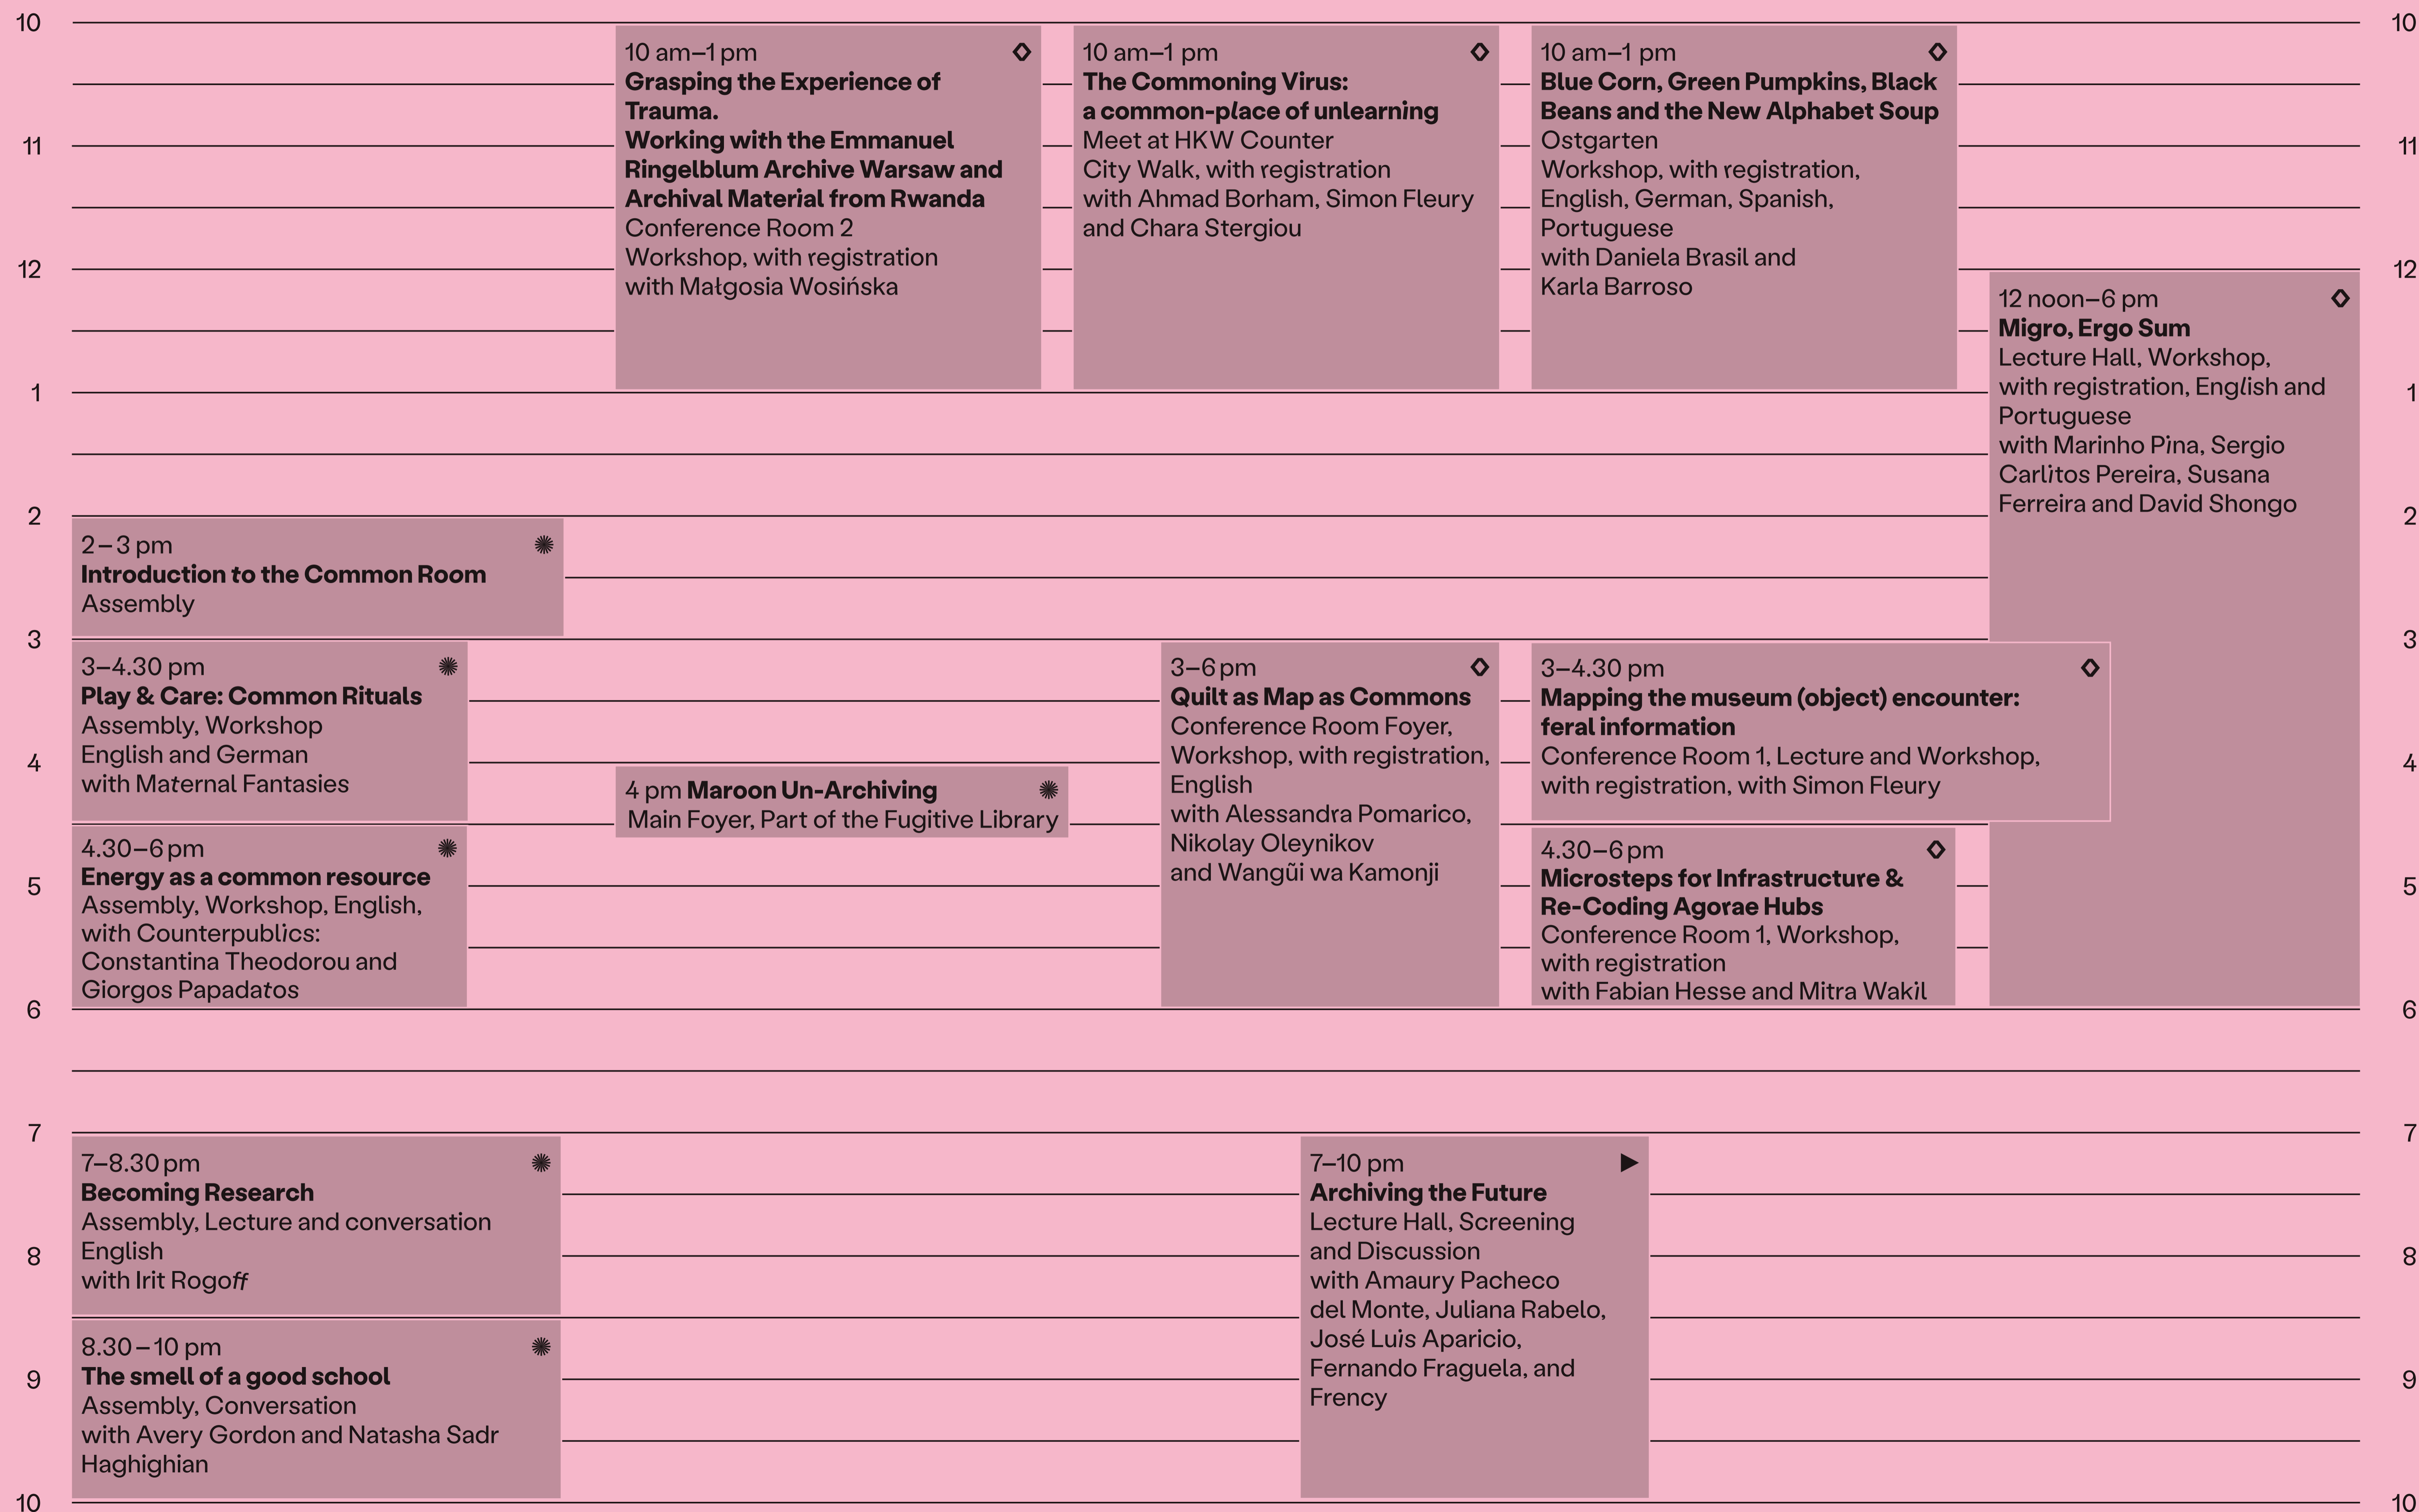 10
11
12
1
2
3
4
5
6
7
8
9
10
10 am–1 pm
Grasping the Experience of
Trauma.
Working with the Emmanuel
Ringelblum Archive Warsaw and
Archival Material from Rwanda
Conference Room 2
Workshop, with registration
with Małgosia Wosińska
10 am–1 pm
The Commoning Virus:
a common-place of unlearning
Meet at HKW Counter
City Walk, with registration
with Ahmad Borham, Simon Fleury
and Chara Stergiou
10 am–1 pm
Blue Corn, Green Pumpkins, Black
Beans and the New Alphabet Soup
Ostgarten
Workshop, with registration,
English, German, Spanish,
Portuguese
with Daniela Brasil and
Karla Barroso
12 noon–6 pm
Migro, Ergo Sum
Lecture Hall, Workshop,
with registration, English and
Portuguese
with Marinho Pina, Sergio
Carlitos Pereira, Susana
Ferreira and David Shongo
2–3 pm
Introduction to the Common Room
Assembly
3–4.30 pm
Play & Care: Common Rituals
Assembly, Workshop
English and German
with Maternal Fantasies
4 pm Maroon Un-Archiving
Main Foyer, Part of the Fugitive Library
3–6 pm
Quilt as Map as Commons
Conference Room Foyer,
Workshop, with registration,
English
with Alessandra Pomarico,
Nikolay Oleynikov
and Wangũi wa Kamonji
3–4.30 pm
Mapping the museum (object) encounter:
feral information
Conference Room 1, Lecture and Workshop,
with registration, with Simon Fleury
4.30–6 pm
Energy as a common resource
Assembly, Workshop, English,
with Counterpublics:
Constantina Theodorou and
Giorgos Papadatos
4.30–6 pm
Microsteps for Infrastructure &
Re-Coding Agorae Hubs
Conference Room 1, Workshop,
with registration
with Fabian Hesse and Mitra Wakil
7–8.30 pm
Becoming Research
Assembly, Lecture and conversation
English
with Irit Rogoff
7–10 pm
Archiving the Future
Lecture Hall, Screening
and Discussion
with Amaury Pacheco
del Monte, Juliana Rabelo,
José Luis Aparicio,
Fernando Fraguela, and
Frency
8.30–10 pm
The smell of a good school
Assembly, Conversation
with Avery Gordon and Natasha Sadr
Haghighian
10
11
12
1
2
3
4
5
6
7
8
9
10